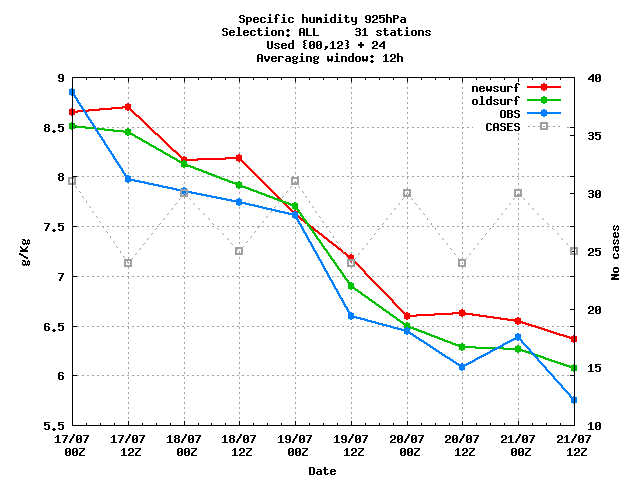 Specific humidity 925hPa
Selection: ALL 31 stations
Used {00,12} + 24
Averaging window: 12h
newsurf
oldsurf
OBS
CASES
9
8.5
8
7.5
7
6.5
6
5.5
g/Kg
40
35
30
25
20
15
10
No cases
17/07 17/07 18/07 18/07 19/07 19/07 20/07 20/07 21/07 21/07
00Z 12Z 00Z 12Z 00Z 12Z 00Z 12Z 00Z 12Z
Date